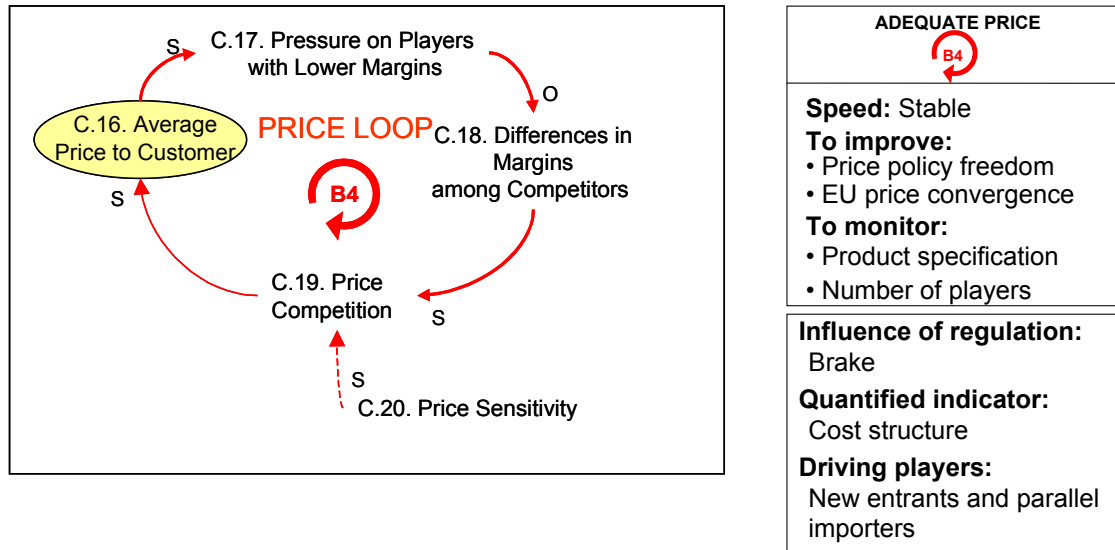 S
C.17. Pressure on Players
with Lower Margins
O
C.16. Average
Price to Customer
PRICE LOOP
C.18. Differences in
Margins
among Competitors
S
B4
C.19. Price
Competition
S
S
C.20. Price Sensitivity
ADEQUATE PRICE
B4
Speed: Stable
To improve:
• Price policy freedom
• EU price convergence
To monitor:
• Product specification
• Number of players
Influence of regulation:
Brake
Quantified indicator:
Cost structure
Driving players:
New entrants and parallel
importers